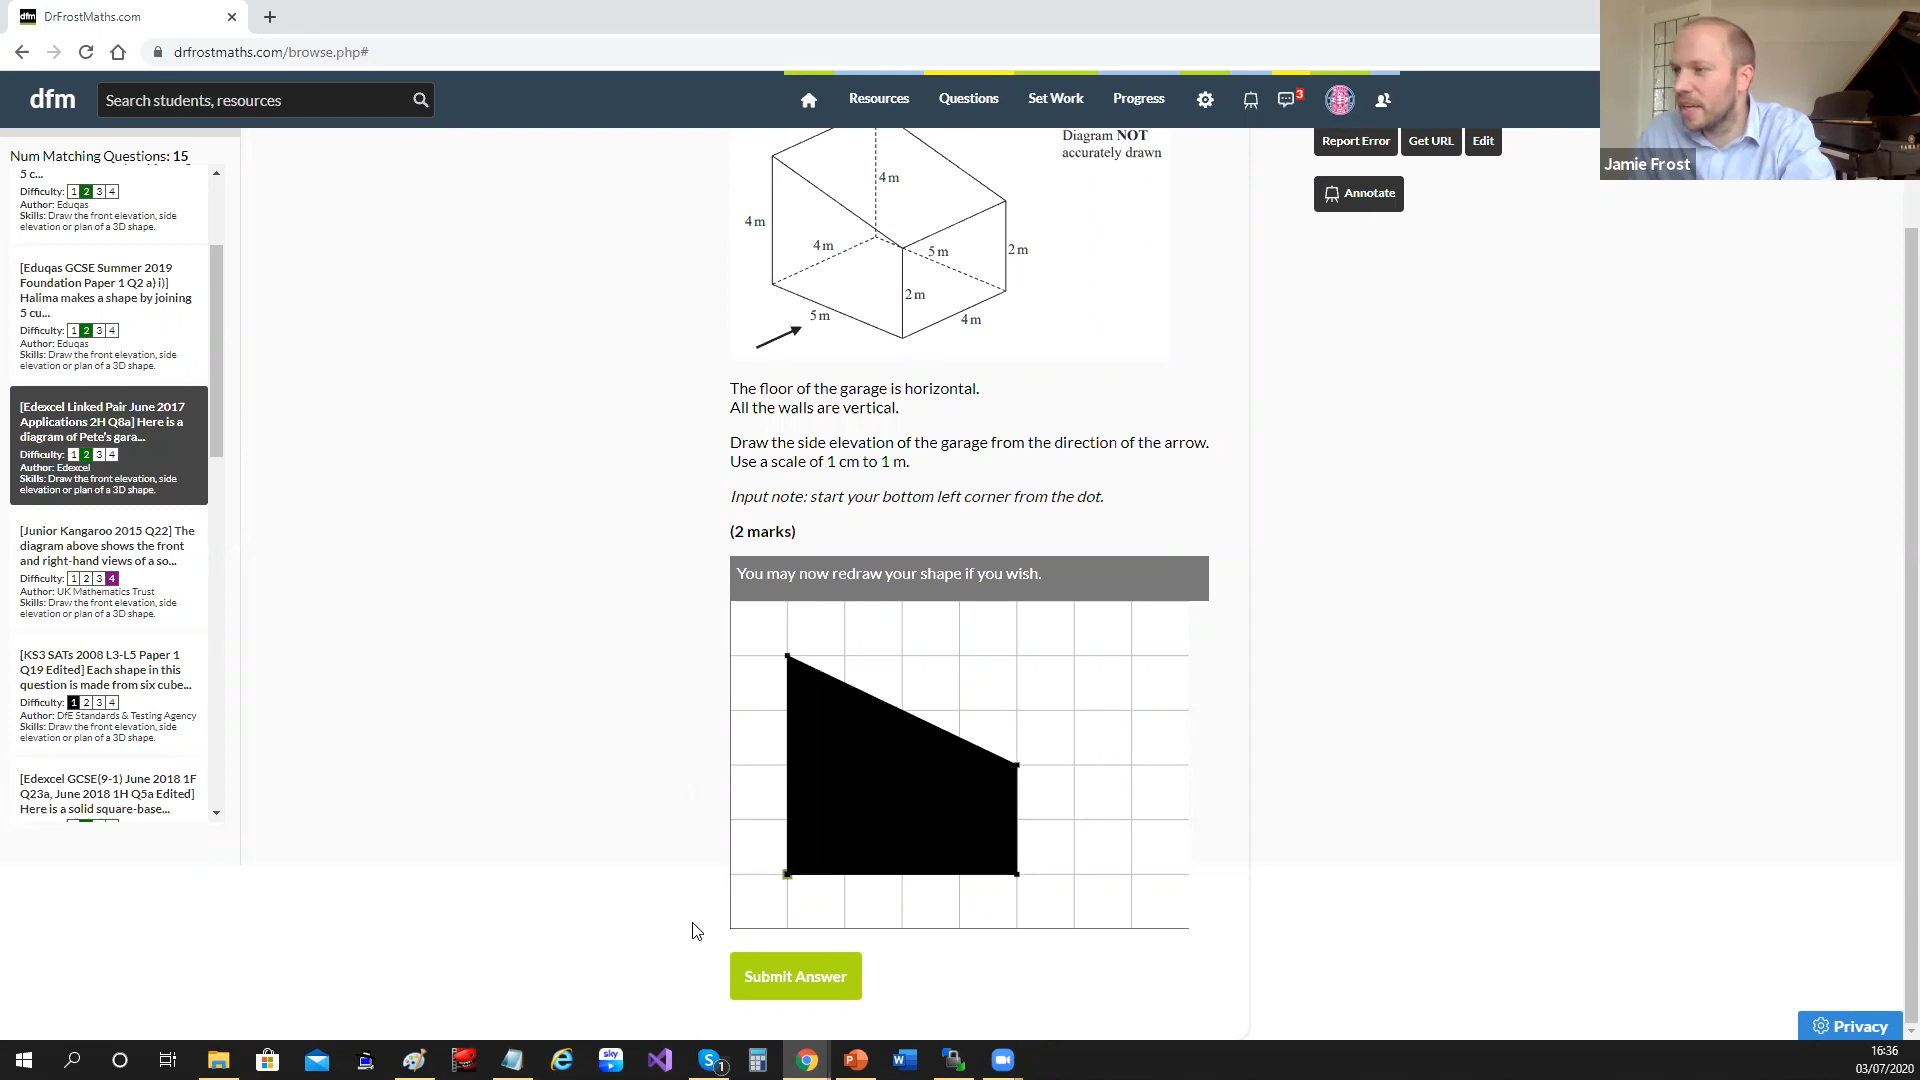 DrFrostMaths.com
drfrostmaths.com/browse.php#
dfm
Search students, resources
Resources
Questions
Set Work
Progress
3
Jamie Frost
Num Matching Questions: 15
5 c...
Difficulty: 1 2 3 4
Author: Eduqas
Skills: Draw the front elevation, side
elevation or plan of a 3D shape.
[Eduqas GCSE Summer 2019
Foundation Paper 1 Q2 a) i)]
Halima makes a shape by joining
5 cu...
Difficulty: 1 2 3 4
Author: Eduqas
Skills: Draw the front elevation, side
elevation or plan of a 3D shape.
[Edexcel Linked Pair June 2017
Applications 2H Q8a] Here is a
diagram of Pete's gara...
Difficulty: 1 2 3 4
Author: Edexcel
Skills: Draw the front elevation, side
elevation or plan of a 3D shape.
[Junior Kangaroo 2015 Q22] The
diagram above shows the front
and right-hand views of a so...
Difficulty: 1 2 3 4
Author: UK Mathematics Trust
Skills: Draw the front elevation, side
elevation or plan of a 3D shape.
[KS3 SATs 2008 L3-L5 Paper 1
Q19 Edited] Each shape in this
question is made from six cube...
Difficulty: 1 2 3 4
Author: DfE Standards & Testing Agency
Skills: Draw the front elevation, side
elevation or plan of a 3D shape.
[Edexcel GCSE(9-1) June 2018 1F
Q23a, June 2018 1H Q5a Edited]
Here is a solid square-base...
Diagram NOT
accurately drawn
4 m
4 m
4 m
5 m
2 m
2 m
5 m
4 m
The floor of the garage is horizontal.
All the walls are vertical.
Draw the side elevation of the garage from the direction of the arrow.
Use a scale of 1 cm to 1 m.
Input note: start your bottom left corner from the dot.
(2 marks)
You may now redraw your shape if you wish.
Submit Answer
Report Error
Get URL
Edit
Annotate
Privacy
sky
1
16:36
03/07/2020